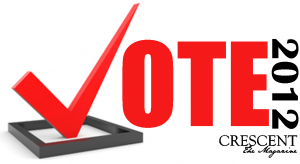 VOTE
2012
CRESCENT
The Magazine